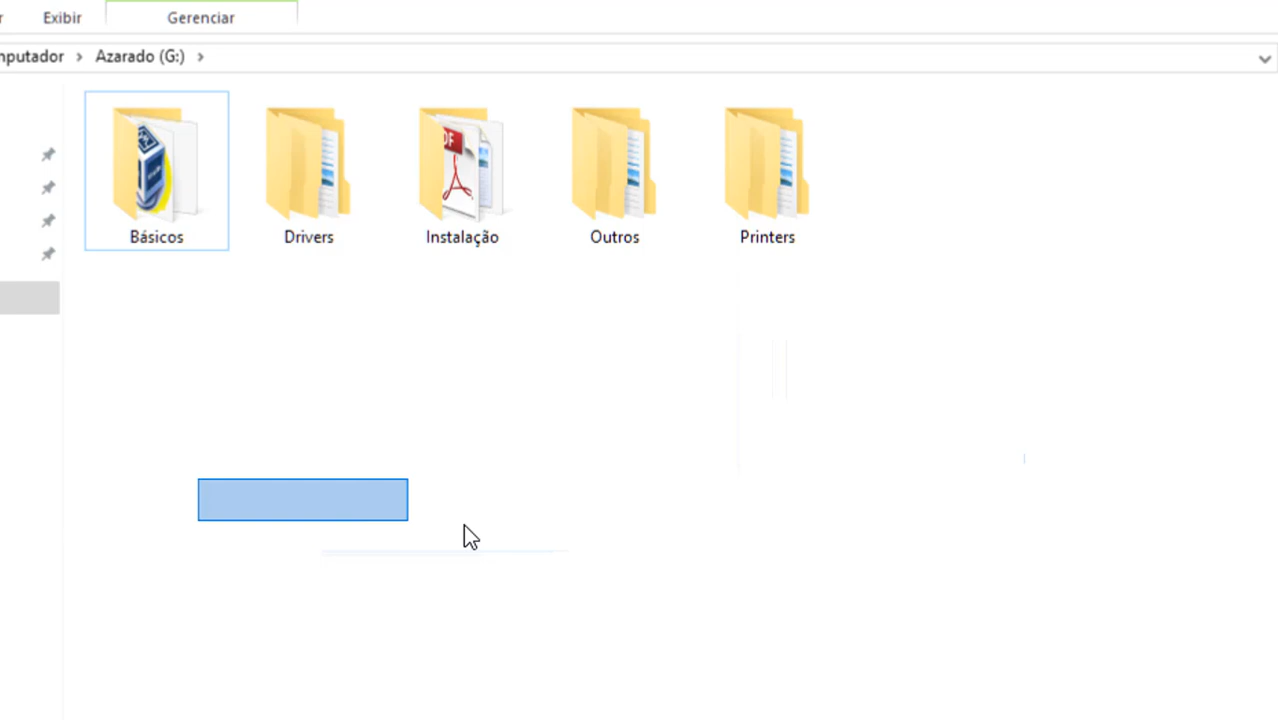 Exibir Gerenciar
mputador > Azarado (G:) >
Básicos Drivers Instalação Outros Printers